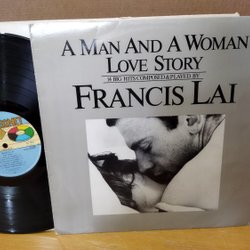 A MAN AND A WOMAN
LOVE STORY
14 BIG HITS COMPOSED & PLAYED BY
FRANCIS LAI